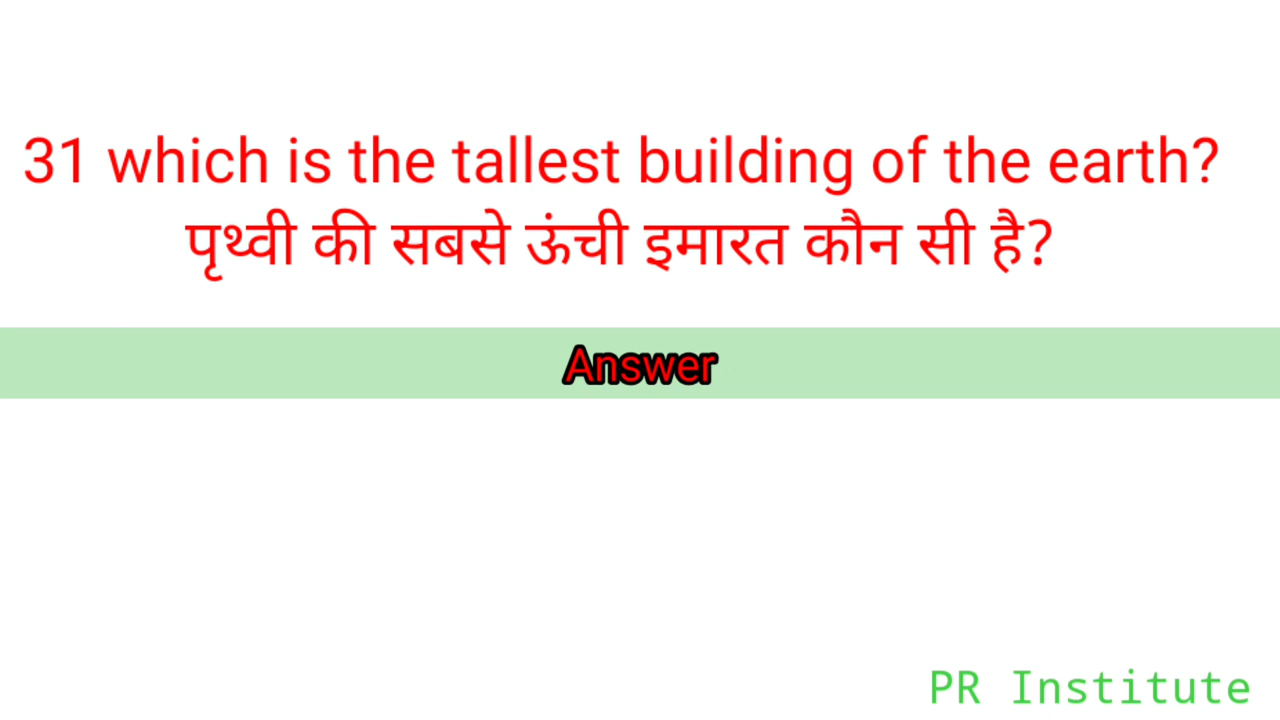 31 which is the tallest building of the earth?
पृथ्वी की सबसे ऊंची इमारत कौन सी है?
Answer
PR Institute